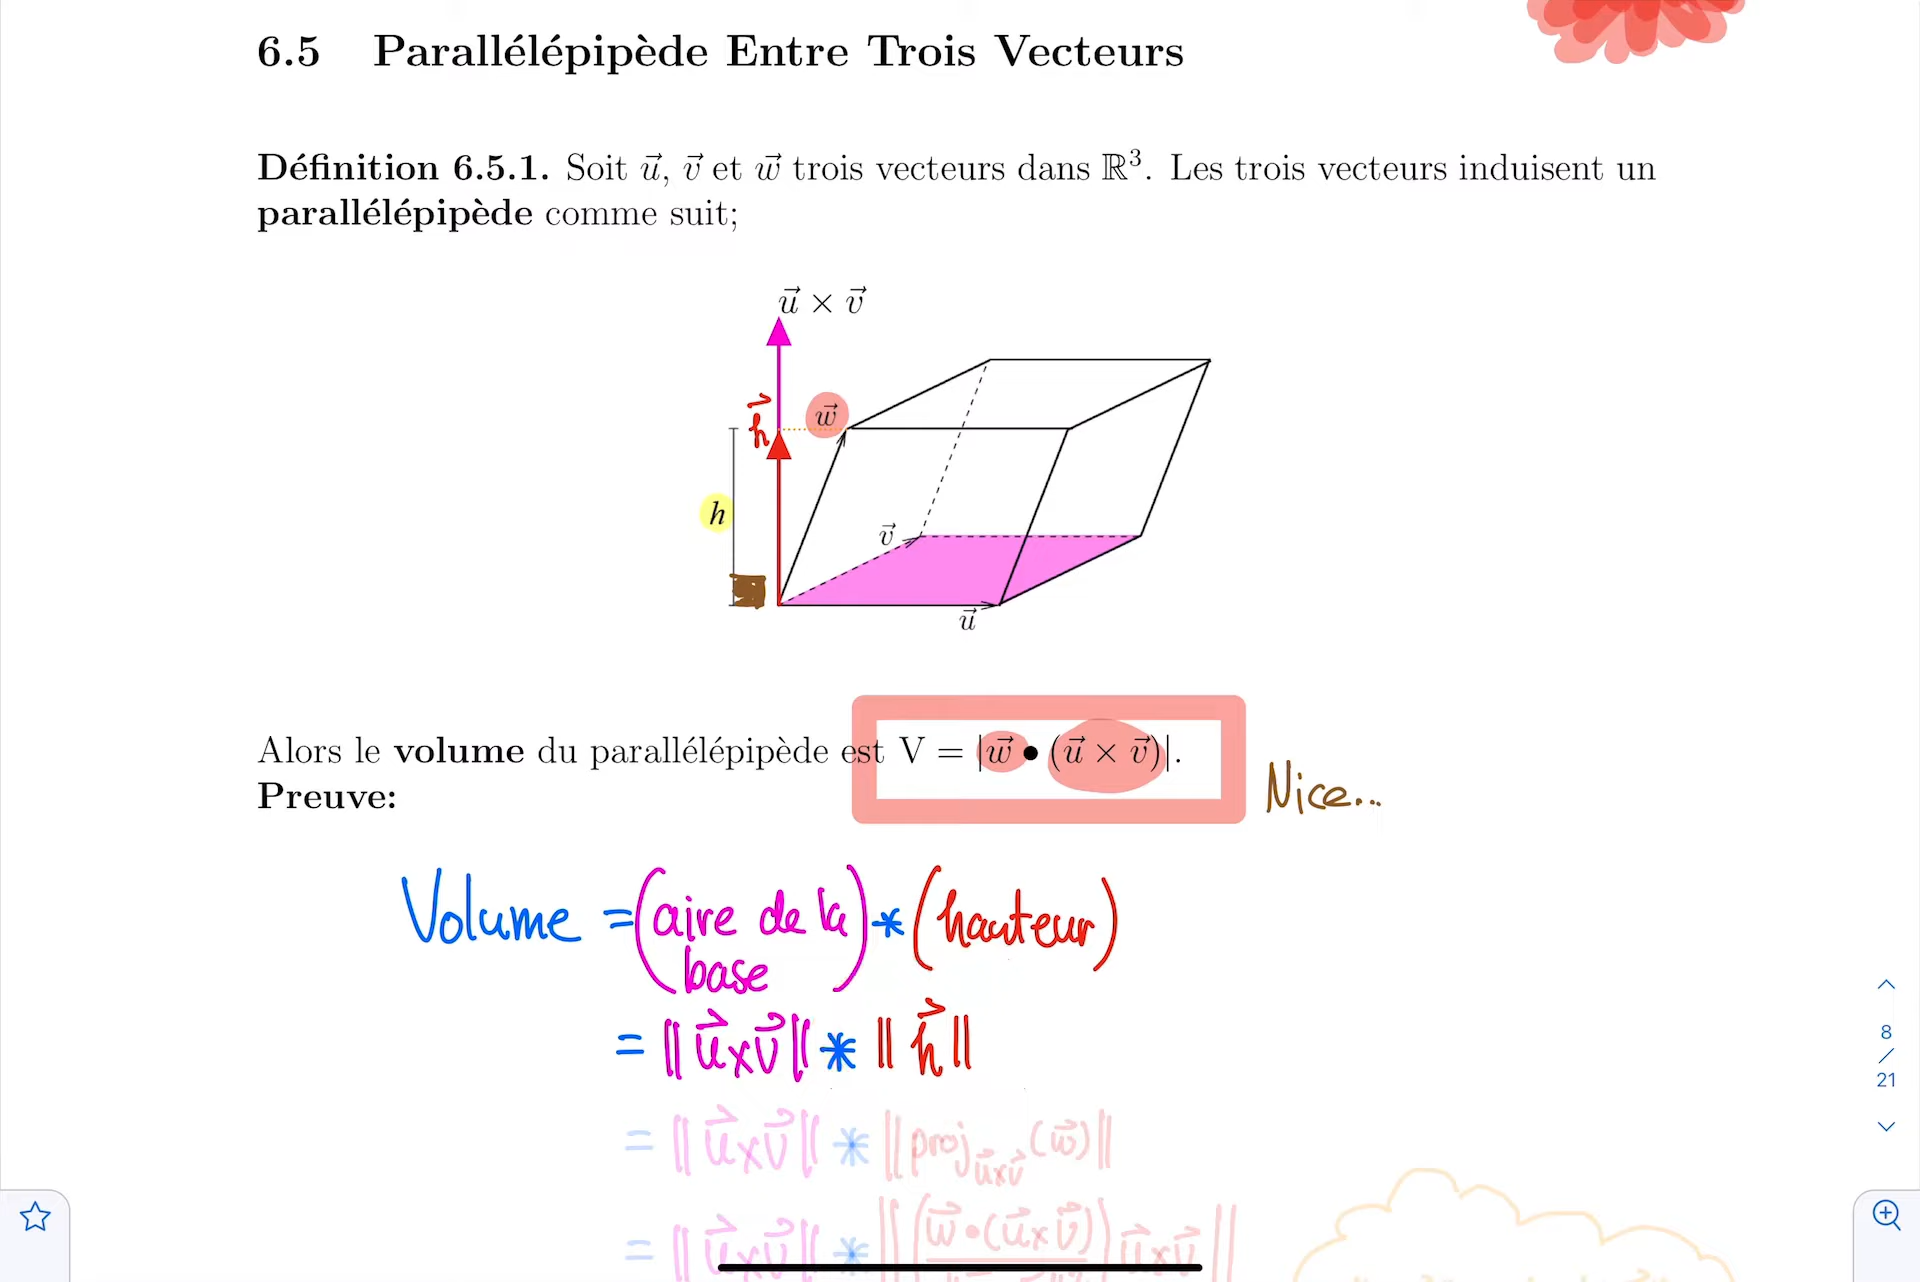 6.5 Parallélépipède Entre Trois Vecteurs
Définition 6.5.1. Soit u⃗, v⃗ et w⃗ trois vecteurs dans ℝ³. Les trois vecteurs induisent un
parallélépipède comme suit;
u⃗ × v⃗
h⃗
w⃗
h
v⃗
u⃗
Alors le volume du parallélépipède est V = |w⃗ • (u⃗ × v⃗)|.
Preuve:
Nice...
Volume = (aire de la base) * (hauteur)
= ‖u⃗×v⃗‖ * ‖h⃗‖
= ‖u⃗×v⃗‖ * ‖proj_u⃗×v⃗ (w⃗)‖
= ‖u⃗×v⃗‖ * ‖(w⃗•(u⃗×v⃗)) u⃗×v⃗‖
8
/
21